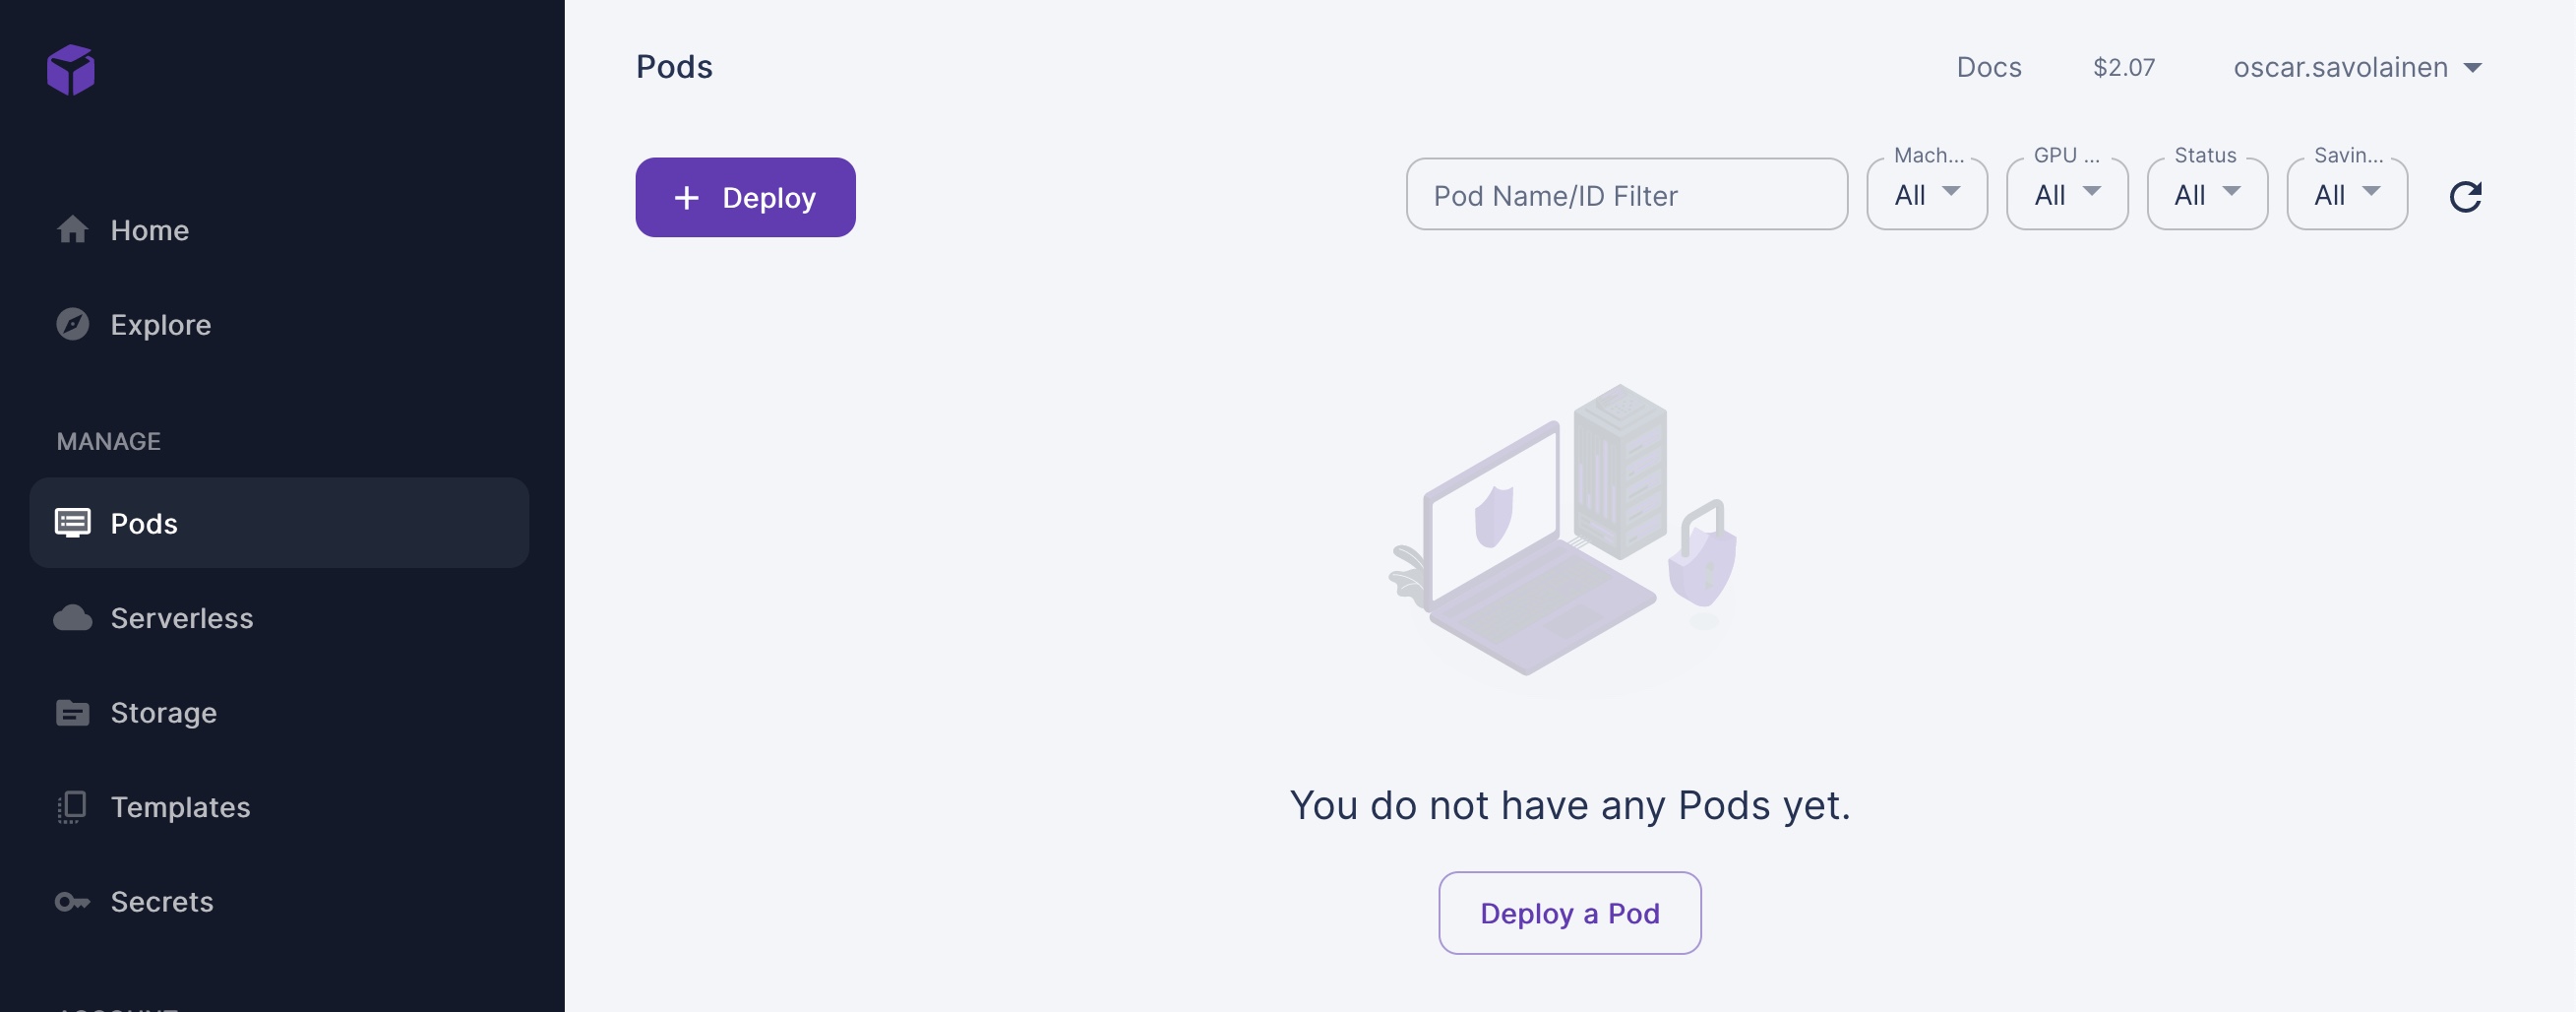 Pods
Docs
$2.07
oscar.savolainen
Deploy
Pod Name/ID Filter
Mach...
All
GPU ...
All
Status
All
Savin...
All
Home
Explore
MANAGE
Pods
Serverless
Storage
Templates
Secrets
You do not have any Pods yet.
Deploy a Pod